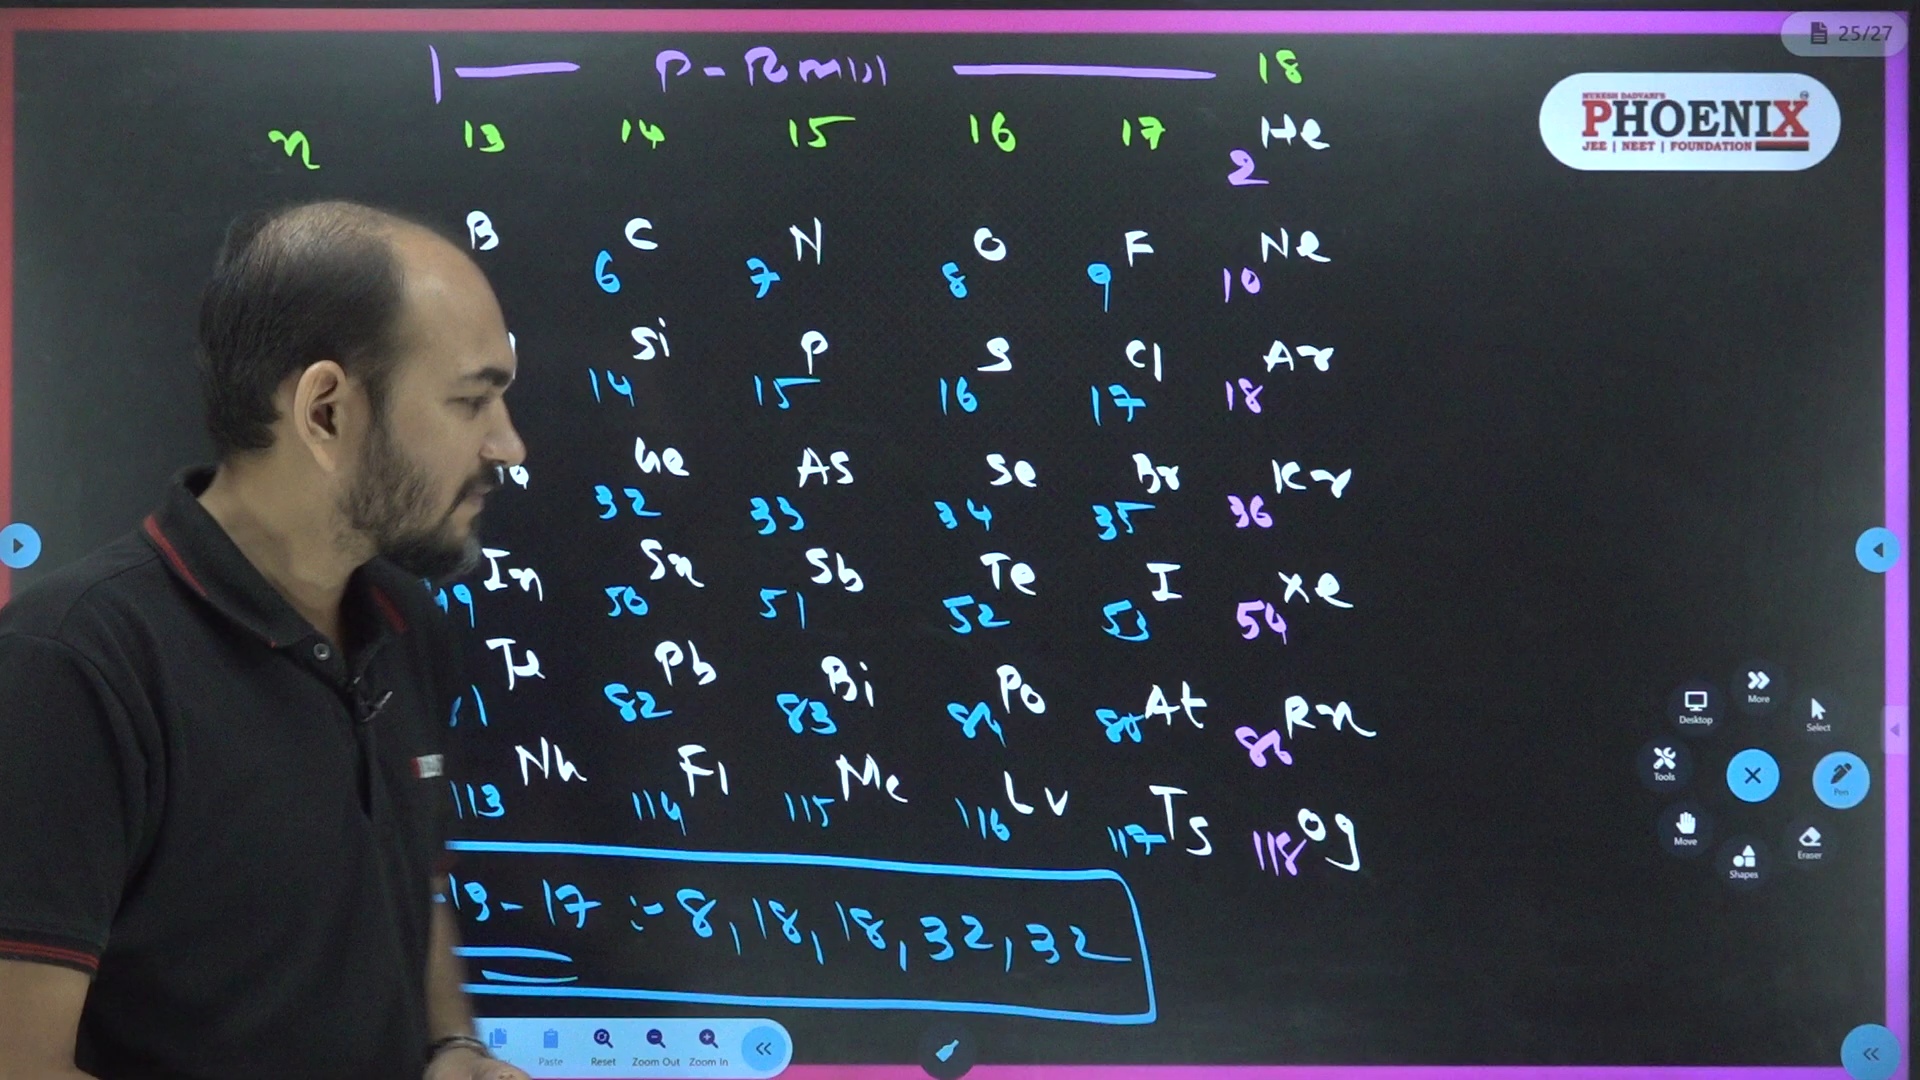 25/27
P- 18
MUKESH DADVARI'S
PHOENIX
JEE | NEET | FOUNDATION
n 13 14 15 16 17 He
2
B C N O F Ne
6 7 8 9 10
Si P S Cl Ar
14 15 16 17 18
Ge As Se Br Kr
32 33 34 35 36
In Sn Sb Te I Xe
49 50 51 52 53 54
Tl Pb Bi Po At Rn
81 82 83 84 85 86
Nh Fl Mc Lv Ts Og
113 114 115 116 117 118
13-17 :- 8, 18, 18, 32, 32
Desktop
More
Select
Tools
Pen
Move
Shapes
Eraser
Paste Reset Zoom Out Zoom In